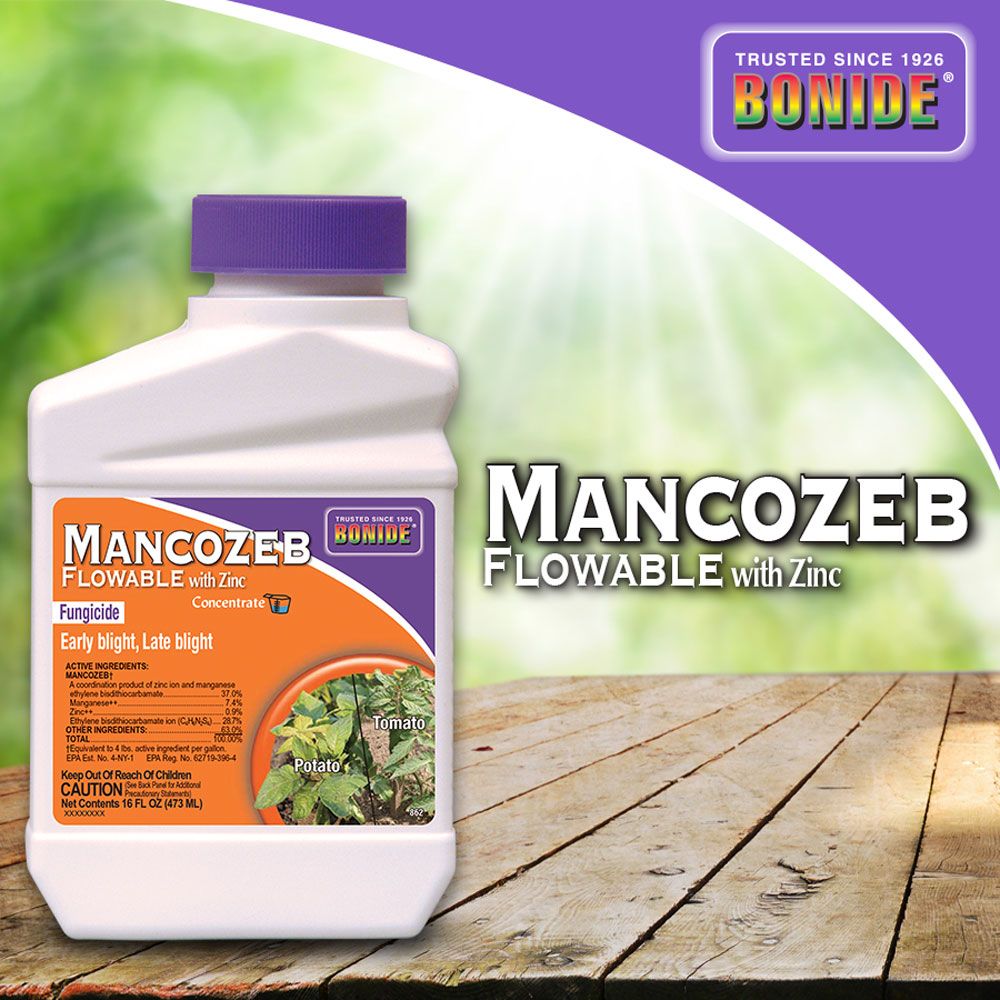 TRUSTED SINCE 1926
BONIDE®
MANCOZEB
FLOWABLE with Zinc
TRUSTED SINCE 1926
BONIDE®
MANCOZEB
FLOWABLE with Zinc
Concentrate
Fungicide
Early blight, Late blight
ACTIVE INGREDIENTS:
MANCOZEB†
A coordination product of zinc ion and manganese
ethylene bisdithiocarbamate.................... 37.0%
Manganese++.................... 7.4%
Zinc++.................... 0.9%
Ethylene bisdithiocarbamate ion (C₄H₆N₂S₄).... 28.7%
OTHER INGREDIENTS:.................... 63.0%
TOTAL.................... 100.00%
†Equivalent to 4 lbs. active ingredient per gallon.
EPA Est. No. 4-NY-1 EPA Reg. No. 62719-396-4
Tomato
Potato
Keep Out Of Reach Of Children
CAUTION (See Back Panel for Additional
Precautionary Statements)
Net Contents 16 FL OZ (473 ML)
XXXXXXXX
"862"